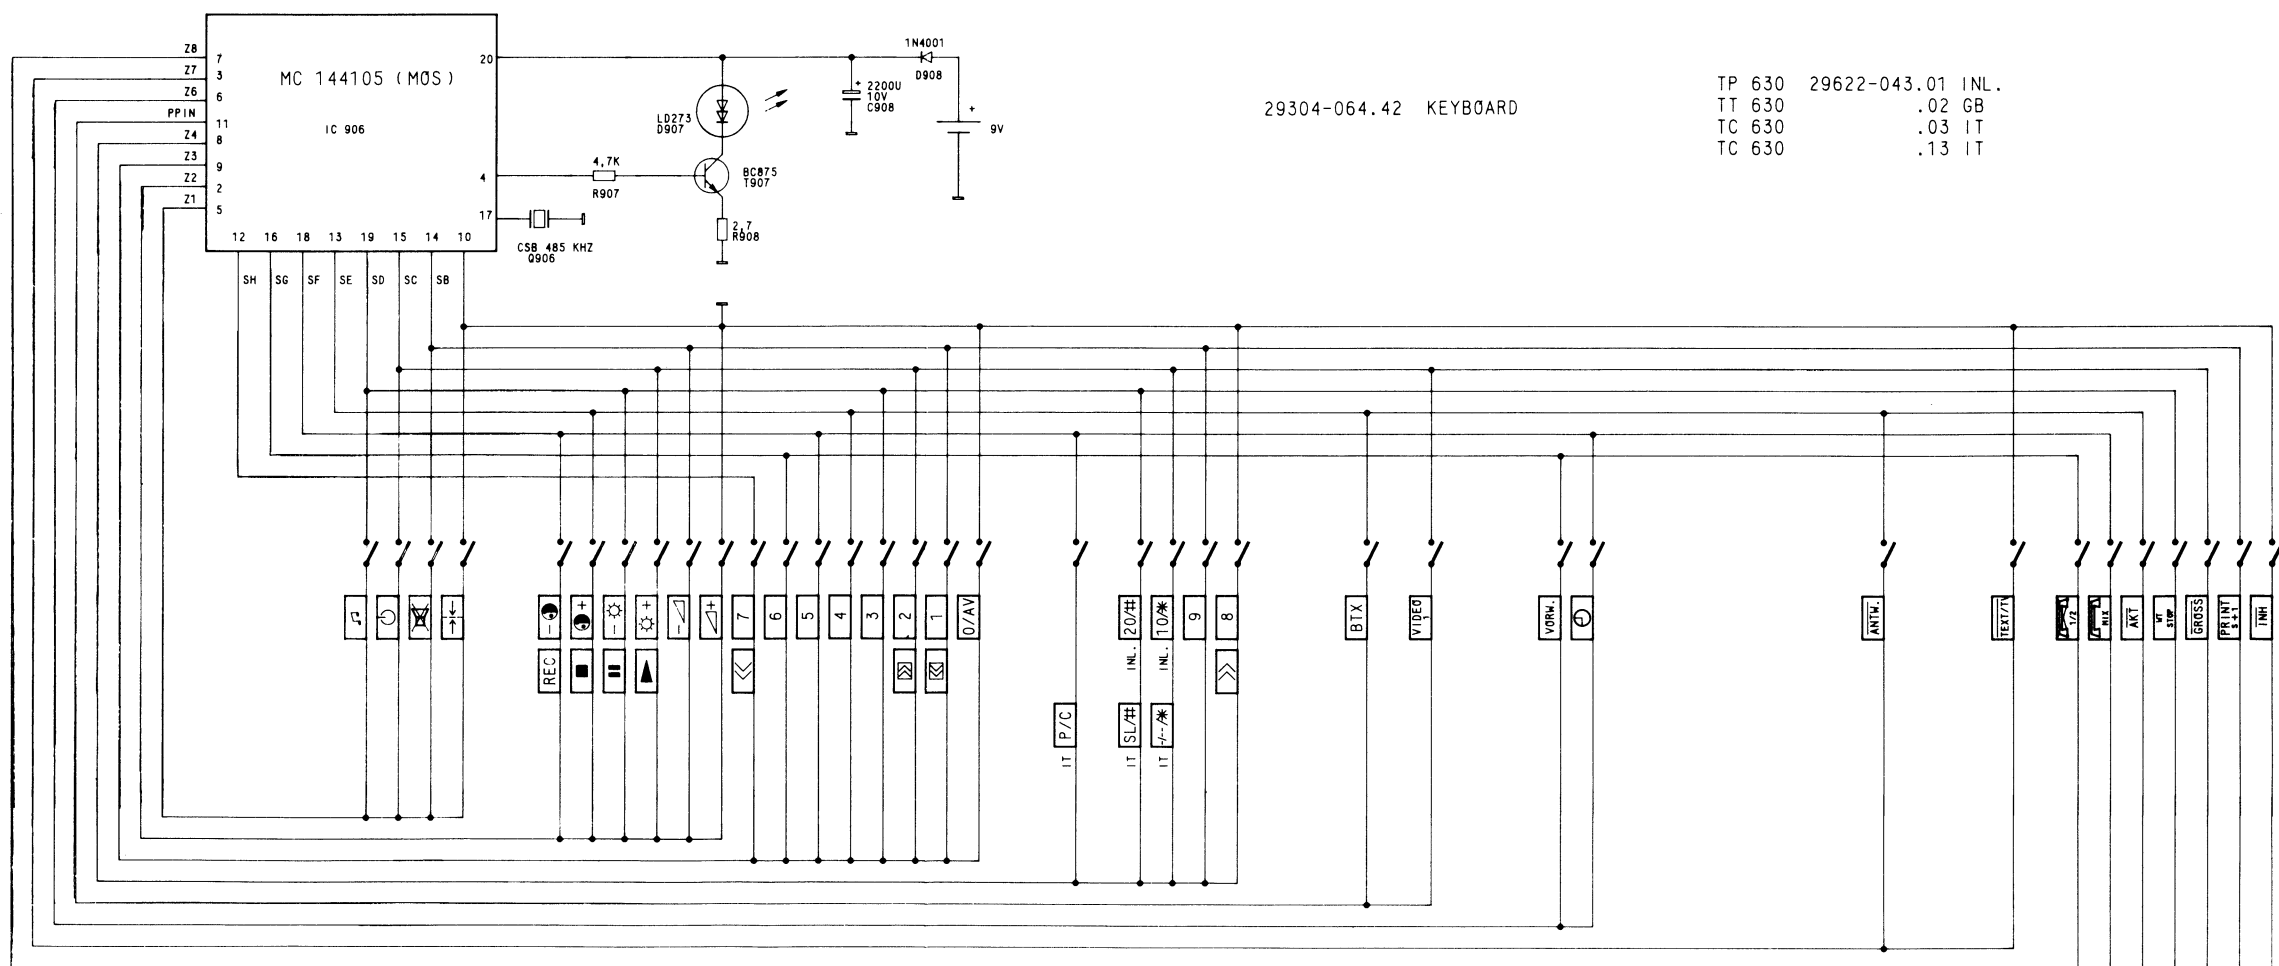 Z8
7
Z7
3
Z6
6
PPIN
11
Z4
8
Z3
9
Z2
2
Z1
5
MC 144105 (MOS)
IC 906
20
4
17
12 16 18 13 19 15 14 10
SH SG SF SE SD SC SB
LD273
D907
4,7K
R907
BC875
T907
2,7
R908
CSB 485 KHZ
Q906
+ 2200U
10V
C908
1N4001
D908
+
9V
29304-064.42 KEYBOARD
TP 630 29622-043.01 INL.
TT 630 .02 GB
TC 630 .03 IT
TC 630 .13 IT
-
+
-
+
-
+
7
6
5
4
3
2
1
0/AV
REC
IT P/C
INL. 20/#
INL. 10/*
9
8
IT SL/#
IT -/--/*
BTX
VIDEO
1
VORW.
ANTW.
TEXT/TV
1/2
MIX
AKT
WT
STOP
GROSS
PRINT
S+1
INH